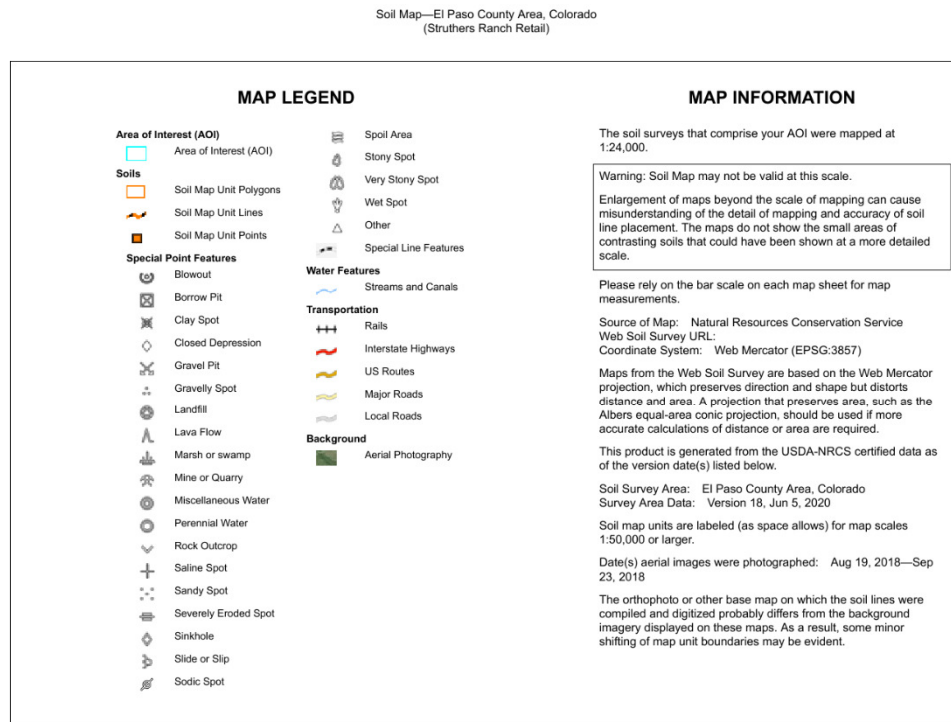 Soil Map—El Paso County Area, Colorado
(Struthers Ranch Retail)
MAP LEGEND
Area of Interest (AOI)
Area of Interest (AOI)
Soils
Soil Map Unit Polygons
Soil Map Unit Lines
Soil Map Unit Points
Special Point Features
Blowout
Borrow Pit
Clay Spot
Closed Depression
Gravel Pit
Gravelly Spot
Landfill
Lava Flow
Marsh or swamp
Mine or Quarry
Miscellaneous Water
Perennial Water
Rock Outcrop
Saline Spot
Sandy Spot
Severely Eroded Spot
Sinkhole
Slide or Slip
Sodic Spot
Spoil Area
Stony Spot
Very Stony Spot
Wet Spot
Other
Special Line Features
Water Features
Streams and Canals
Transportation
Rails
Interstate Highways
US Routes
Major Roads
Local Roads
Background
Aerial Photography
MAP INFORMATION
The soil surveys that comprise your AOI were mapped at
1:24,000.
Warning: Soil Map may not be valid at this scale.
Enlargement of maps beyond the scale of mapping can cause
misunderstanding of the detail of mapping and accuracy of soil
line placement. The maps do not show the small areas of
contrasting soils that could have been shown at a more detailed
scale.
Please rely on the bar scale on each map sheet for map
measurements.
Source of Map: Natural Resources Conservation Service
Web Soil Survey URL:
Coordinate System: Web Mercator (EPSG:3857)
Maps from the Web Soil Survey are based on the Web Mercator
projection, which preserves direction and shape but distorts
distance and area. A projection that preserves area, such as the
Albers equal-area conic projection, should be used if more
accurate calculations of distance or area are required.
This product is generated from the USDA-NRCS certified data as
of the version date(s) listed below.
Soil Survey Area: El Paso County Area, Colorado
Survey Area Data: Version 18, Jun 5, 2020
Soil map units are labeled (as space allows) for map scales
1:50,000 or larger.
Date(s) aerial images were photographed: Aug 19, 2018—Sep
23, 2018
The orthophoto or other base map on which the soil lines were
compiled and digitized probably differs from the background
imagery displayed on these maps. As a result, some minor
shifting of map unit boundaries may be evident.